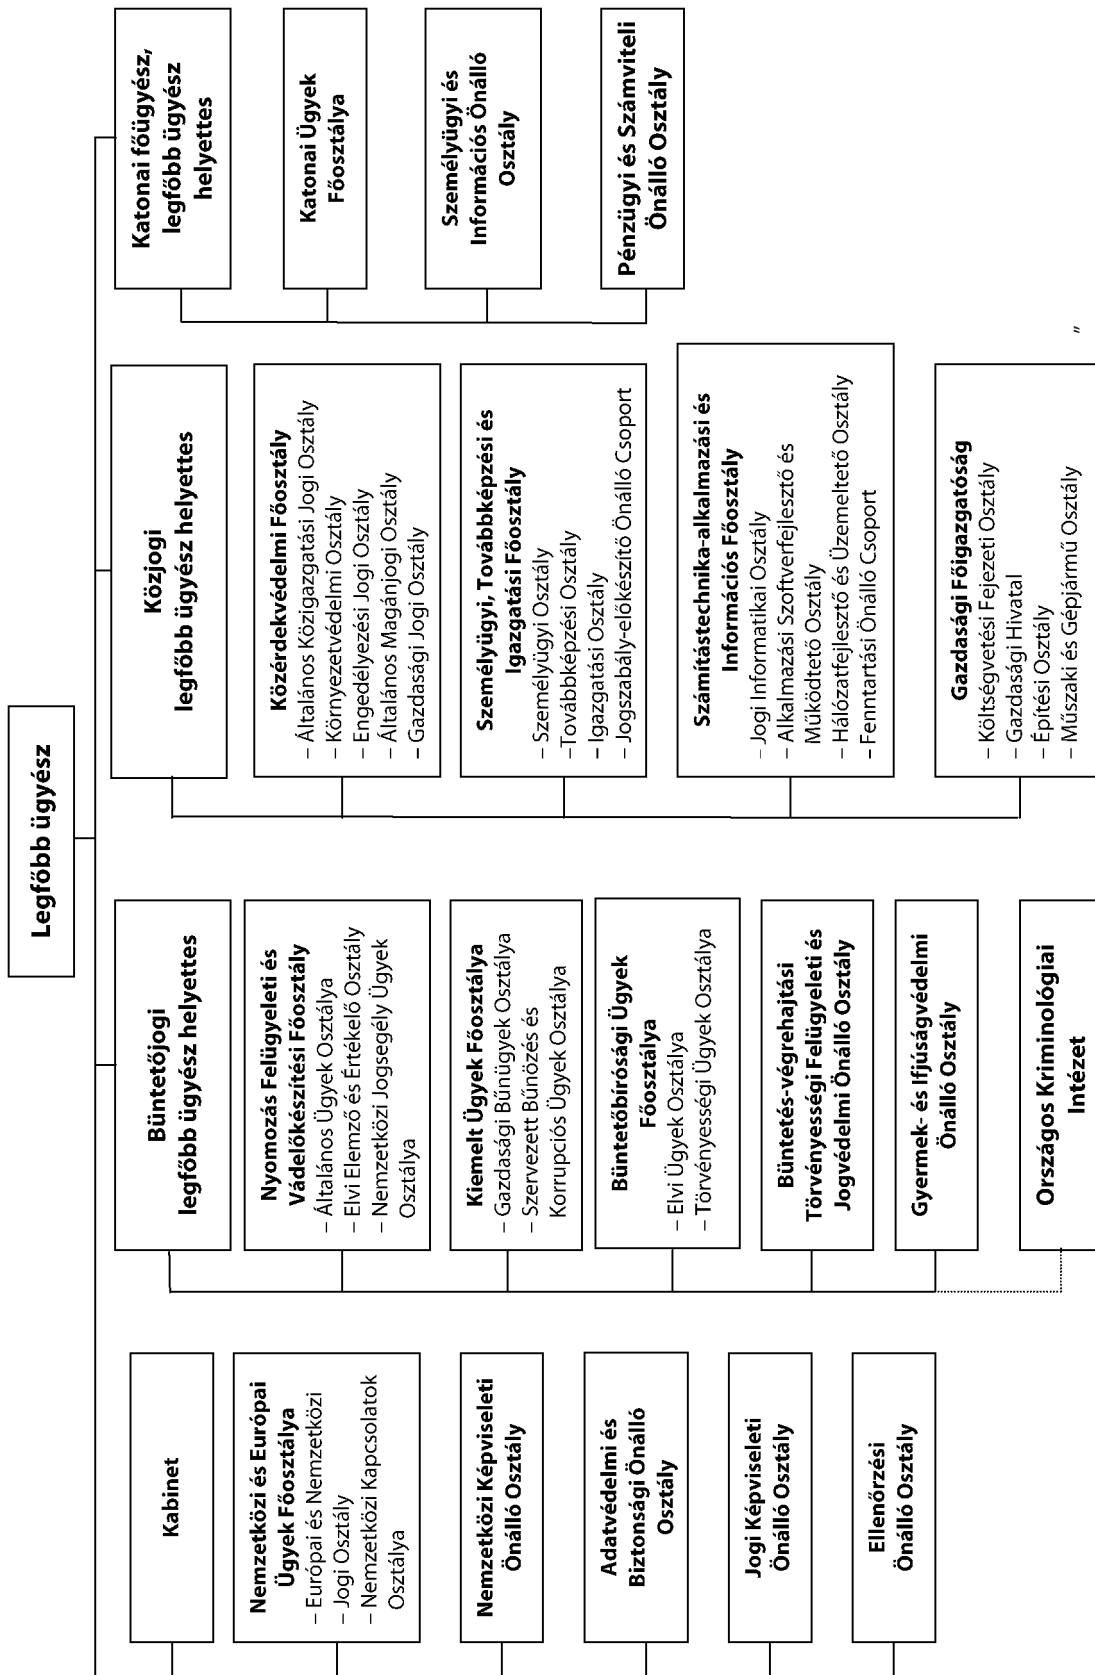 Legfőbb ügyész
Kabinet
Nemzetközi és Európai
Ügyek Főosztálya
– Európai és Nemzetközi
– Jogi Osztály
– Nemzetközi Kapcsolatok
Osztálya
Nemzetközi Képviseleti
Önálló Osztály
Adatvédelmi és
Biztonsági Önálló
Osztály
Jogi Képviseleti
Önálló Osztály
Ellenőrzési
Önálló Osztály
Büntetőjogi
legfőbb ügyész helyettes
Nyomozás Felügyeleti és
Vádelőkészítési Főosztály
– Általános Ügyek Osztálya
– Elvi Elemző és Értékelő Osztály
– Nemzetközi Jogsegély Ügyek
Osztálya
Kiemelt Ügyek Főosztálya
– Gazdasági Bűnügyek Osztálya
– Szervezett Bűnözés és
Korrupciós Ügyek Osztálya
Büntetőbírósági Ügyek
Főosztálya
– Elvi Ügyek Osztálya
– Törvényességi Ügyek Osztálya
Büntetés-végrehajtási
Törvényességi Felügyeleti és
Jogvédelmi Önálló Osztály
Gyermek- és Ifjúságvédelmi
Önálló Osztály
Országos Kriminológiai
Intézet
Közjogi
legfőbb ügyész helyettes
Közérdekvédelmi Főosztály
– Általános Közigazgatási Jogi Osztály
– Környezetvédelmi Osztály
– Engedélyezési Jogi Osztály
– Általános Magánjogi Osztály
– Gazdasági Jogi Osztály
Személyügyi, Továbbképzési és
Igazgatási Főosztály
– Személyügyi Osztály
–Továbbképzési Osztály
– Igazgatási Osztály
– Jogszabály-előkészítő Önálló Csoport
Számítástechnika-alkalmazási és
Információs Főosztály
– Jogi Informatikai Osztály
– Alkalmazási Szoftverfejlesztő és
Működtető Osztály
– Hálózatfejlesztő és Üzemeltető Osztály
– Fenntartási Önálló Csoport
Gazdasági Főigazgatóság
– Költségvetési Fejezeti Osztály
– Gazdasági Hivatal
– Építési Osztály
– Műszaki és Gépjármű Osztály
Katonai főügyész,
legfőbb ügyész
helyettes
Katonai Ügyek
Főosztálya
Személyügyi és
Információs Önálló
Osztály
Pénzügyi és Számviteli
Önálló Osztály
"